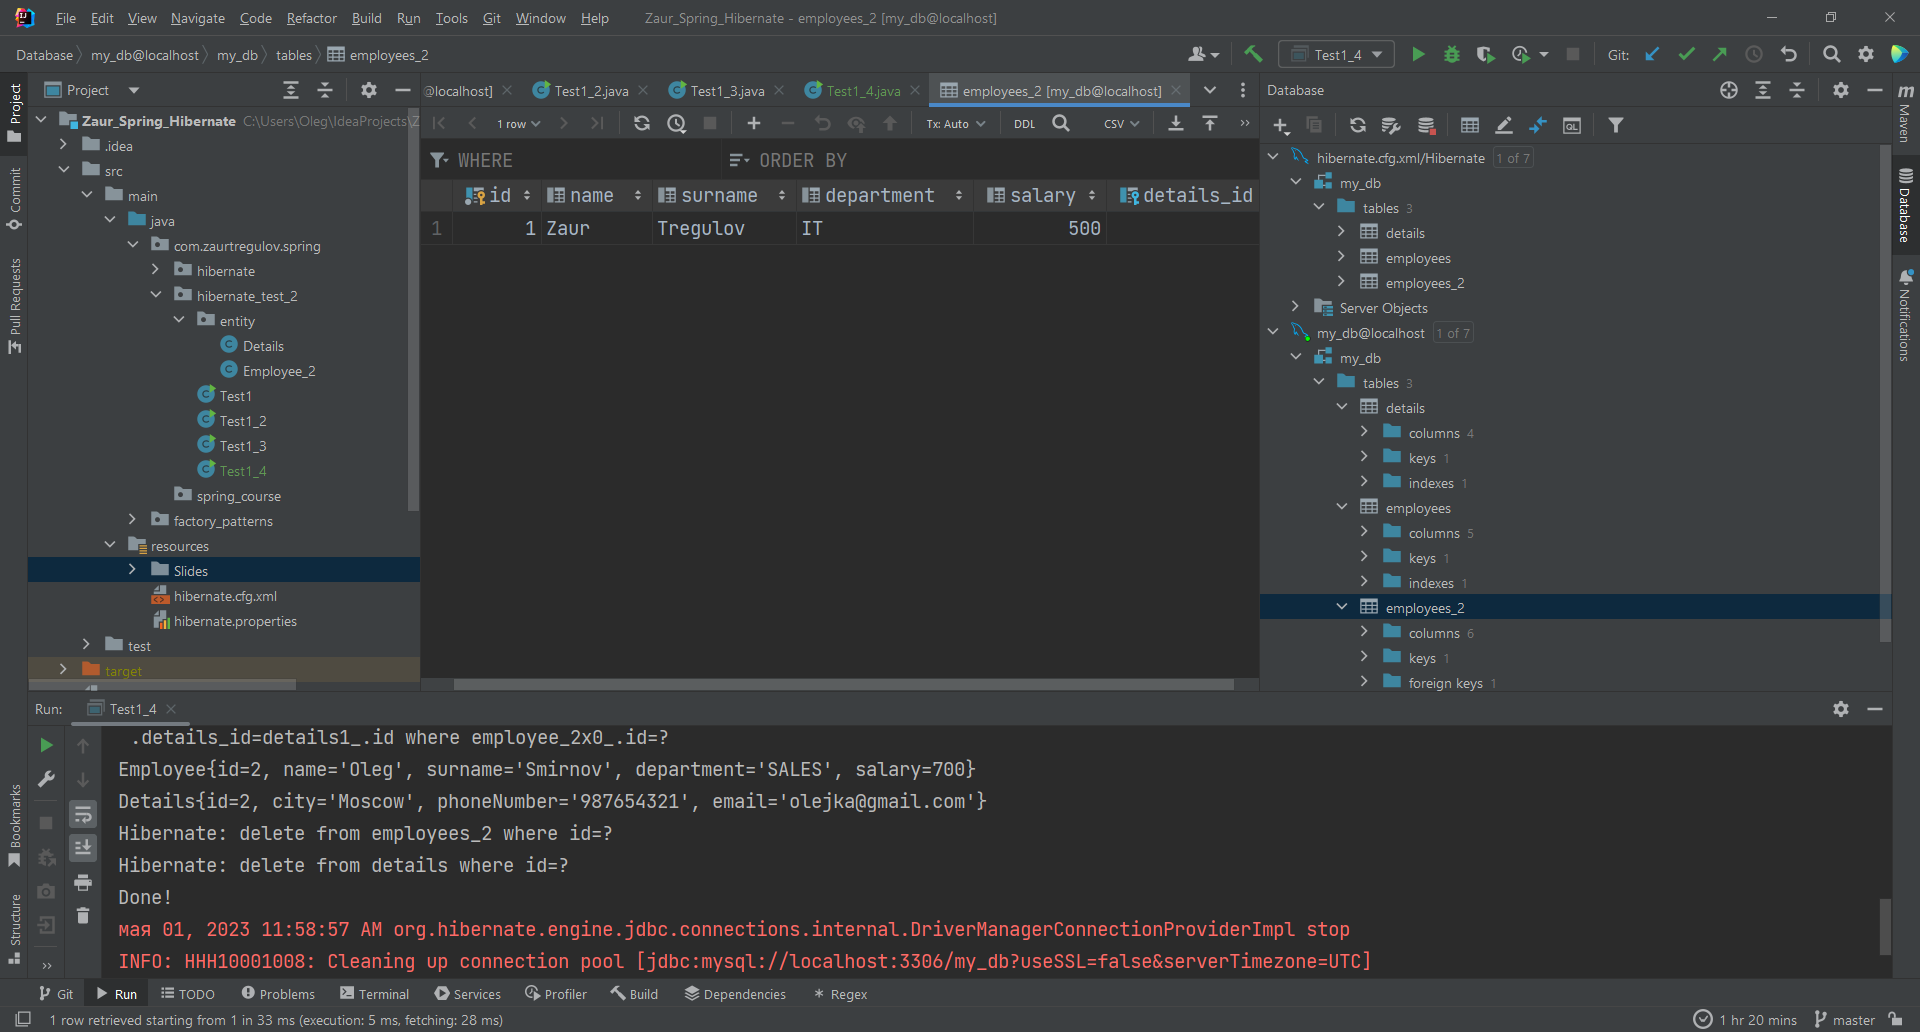 File Edit View Navigate Code Refactor Build Run Tools Git Window Help Zaur_Spring_Hibernate - employees_2 [my_db@localhost]
Database my_db@localhost my_db tables employees_2
Test1_4 Git:
Project
@localhost] Test1_2.java Test1_3.java Test1_4.java employees_2 [my_db@localhost]
Database
Zaur_Spring_Hibernate C:\Users\Oleg\IdeaProjects\Z
.idea
src
main
java
com.zaurtregulov.spring
hibernate
hibernate_test_2
entity
Details
Employee_2
Test1
Test1_2
Test1_3
Test1_4
spring_course
factory_patterns
resources
Slides
hibernate.cfg.xml
hibernate.properties
test
target
1 row Tx: Auto DDL CSV
WHERE ORDER BY
id name surname department salary details_id
1 1 Zaur Tregulov IT 500
hibernate.cfg.xml/Hibernate 1 of 7
my_db
tables 3
details
employees
employees_2
Server Objects
my_db@localhost 1 of 7
my_db
tables 3
details
columns 4
keys 1
indexes 1
employees
columns 5
keys 1
indexes 1
employees_2
columns 6
keys 1
foreign keys 1
Project
Commit
Pull Requests
Bookmarks
Structure
Maven
Database
Notifications
Run: Test1_4
.details_id=details1_.id where employee_2x0_.id=?
Employee{id=2, name='Oleg', surname='Smirnov', department='SALES', salary=700}
Details{id=2, city='Moscow', phoneNumber='987654321', email='olejka@gmail.com'}
Hibernate: delete from employees_2 where id=?
Hibernate: delete from details where id=?
Done!
мая 01, 2023 11:58:57 AM org.hibernate.engine.jdbc.connections.internal.DriverManagerConnectionProviderImpl stop
INFO: HHH10001008: Cleaning up connection pool [jdbc:mysql://localhost:3306/my_db?useSSL=false&serverTimezone=UTC]
Git Run TODO Problems Terminal Services Profiler Build Dependencies Regex
1 row retrieved starting from 1 in 33 ms (execution: 5 ms, fetching: 28 ms) 1 hr 20 mins master